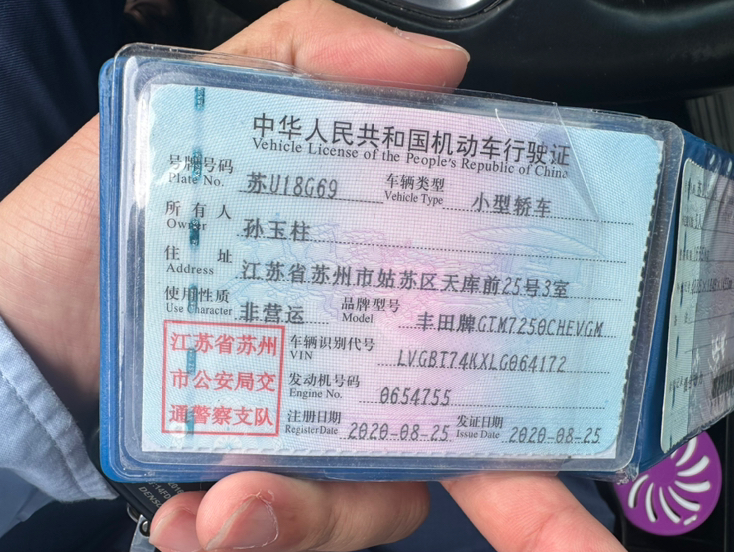 中华人民共和国机动车行驶证
Vehicle License of the People's Republic of China
号牌号码 苏U18G69 车辆类型 小型轿车
Plate No. Vehicle Type
所有人 孙玉柱
Owner
住址 江苏省苏州市姑苏区天库前25号3室
Address
使用性质 非营运 品牌型号 丰田牌GTM7250CHEVGM
Use Character Model
江苏省苏州
市公安局交
通警察支队
车辆识别代号 LVGBT74KXLG064172
VIN
发动机号码 0654755
Engine No.
注册日期 2020-08-25 发证日期 2020-08-25
Register Date Issue Date